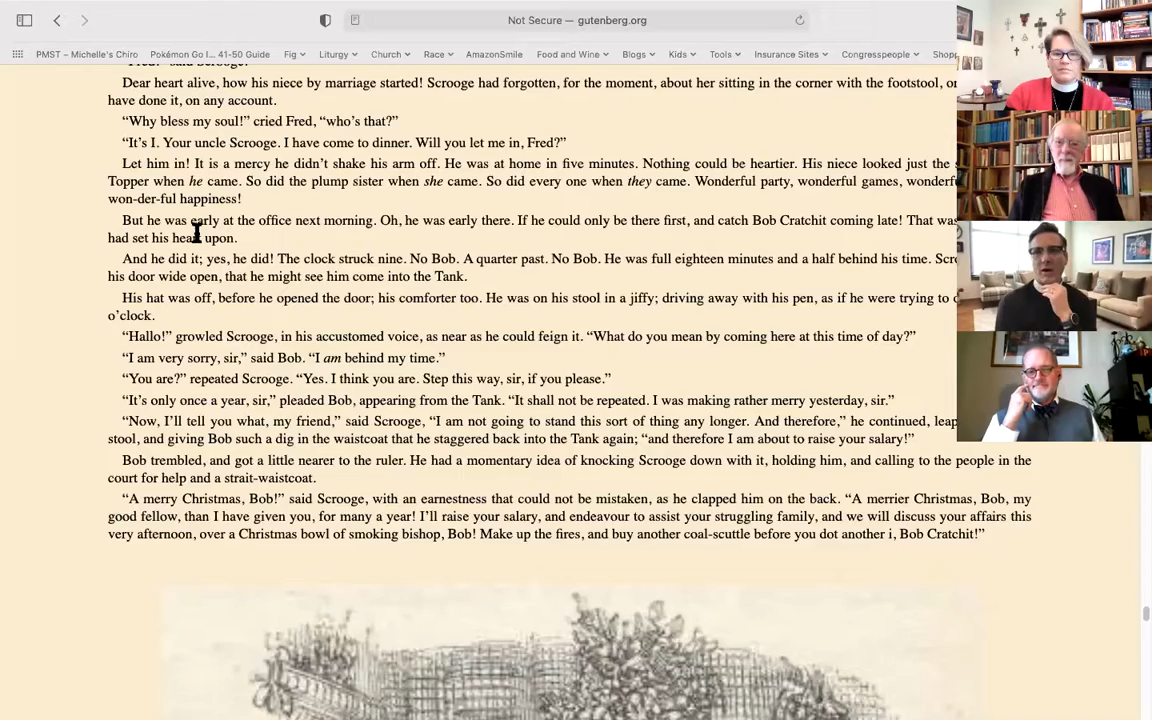 Not Secure — gutenberg.org
PMST – Michelle's Chiro Pokémon Go I... 41-50 Guide Fig Liturgy Church Race AmazonSmile Food and Wine Blogs Kids Tools Insurance Sites Congresspeople
Dear heart alive, how his niece by marriage started! Scrooge had forgotten, for the moment, about her sitting in the corner with the footstool,
have done it, on any account.
“Why bless my soul!” cried Fred, “who's that?”
“It's I. Your uncle Scrooge. I have come to dinner. Will you let me in, Fred?”
Let him in! It is a mercy he didn't shake his arm off. He was at home in five minutes. Nothing could be heartier. His niece looked just the
Topper when he came. So did the plump sister when she came. So did every one when they came. Wonderful party, wonderful games,
won-der-ful happiness!
But he was early at the office next morning. Oh, he was early there. If he could only be there first, and catch Bob Cratchit coming late! That was
had set his heart upon.
And he did it; yes, he did! The clock struck nine. No Bob. A quarter past. No Bob. He was full eighteen minutes and a half behind his time.
his door wide open, that he might see him come into the Tank.
His hat was off, before he opened the door; his comforter too. He was on his stool in a jiffy; driving away with his pen, as if he were trying to
o'clock.
“Hallo!” growled Scrooge, in his accustomed voice, as near as he could feign it. “What do you mean by coming here at this time of day?”
“I am very sorry, sir,” said Bob. “I am behind my time.”
“You are?” repeated Scrooge. “Yes. I think you are. Step this way, sir, if you please.”
“It's only once a year, sir,” pleaded Bob, appearing from the Tank. “It shall not be repeated. I was making rather merry yesterday, sir.”
“Now, I'll tell you what, my friend,” said Scrooge, “I am not going to stand this sort of thing any longer. And therefore,” he continued,
stool, and giving Bob such a dig in the waistcoat that he staggered back into the Tank again; “and therefore I am about to raise your salary!”
Bob trembled, and got a little nearer to the ruler. He had a momentary idea of knocking Scrooge down with it, holding him, and calling to the people in the
court for help and a strait-waistcoat.
“A merry Christmas, Bob!” said Scrooge, with an earnestness that could not be mistaken, as he clapped him on the back. “A merrier Christmas, Bob, my
good fellow, than I have given you, for many a year! I'll raise your salary, and endeavour to assist your struggling family, and we will discuss your affairs this
very afternoon, over a Christmas bowl of smoking bishop, Bob! Make up the fires, and buy another coal-scuttle before you dot another i, Bob Cratchit!”